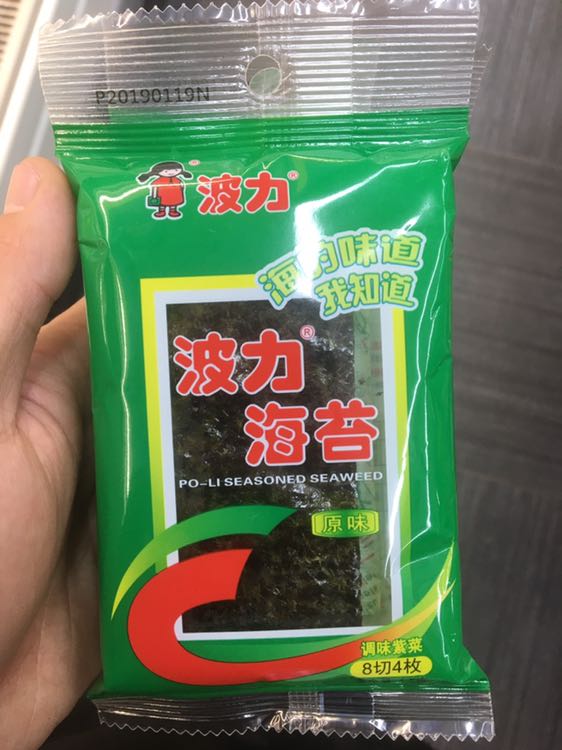 P20190119N
波力®
海的味道
我知道
波力®
海苔
PO-LI SEASONED SEAWEED
原味
调味紫菜
8切4枚